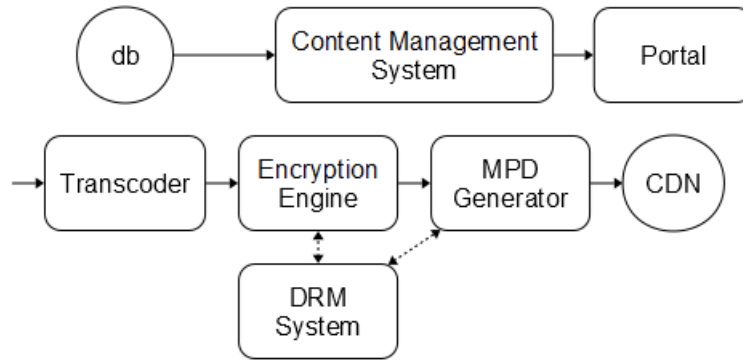 db
Content Management
System
Portal
Transcoder
Encryption
Engine
MPD
Generator
CDN
DRM
System